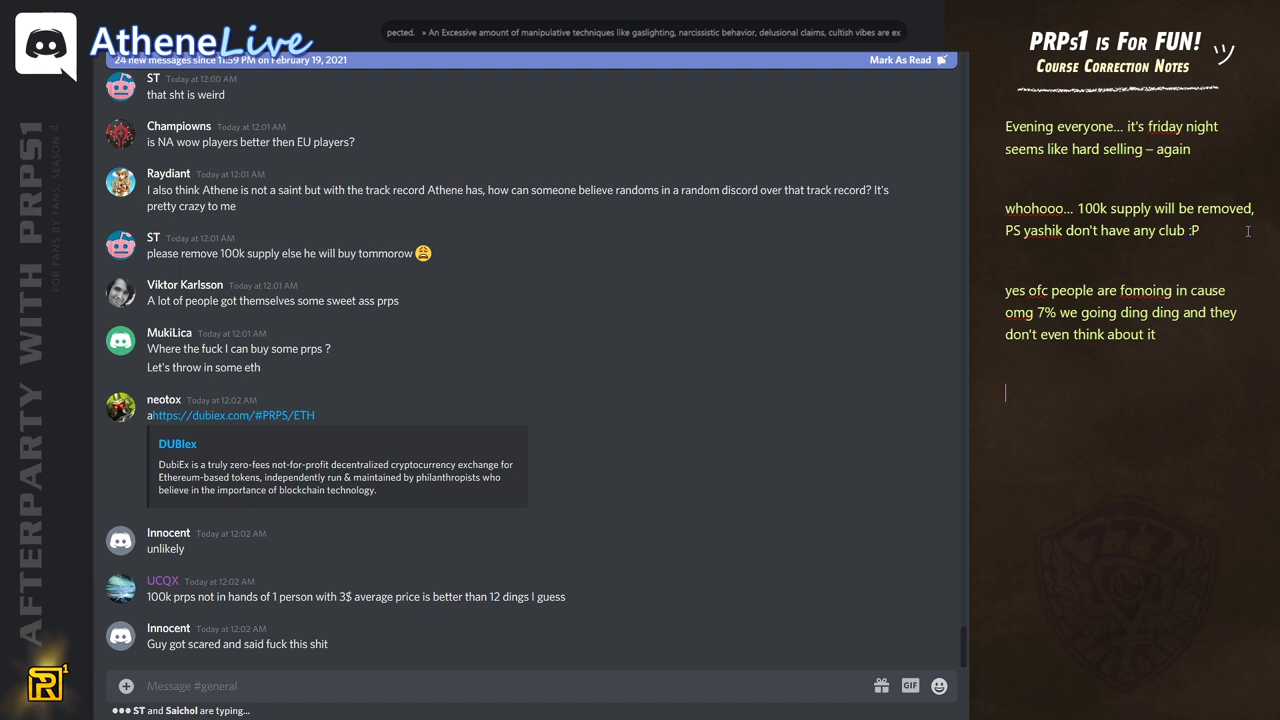 AtheneLive
pected.   » An Excessive amount of manipulative techniques like gaslighting, narcissistic behavior, delusional claims, cultish vibes are ex
24 new messages since 11:59 PM on February 19, 2021
Mark As Read
ST Today at 12:00 AM
that sht is weird
Champiowns Today at 12:01 AM
is NA wow players better then EU players?
Raydiant Today at 12:01 AM
I also think Athene is not a saint but with the track record Athene has, how can someone believe randoms in a random discord over that track record? It's
pretty crazy to me
ST Today at 12:01 AM
please remove 100k supply else he will buy tommorow 😩
Viktor Karlsson Today at 12:01 AM
A lot of people got themselves some sweet ass prps
MukiLica Today at 12:01 AM
Where the fuck I can buy some prps ?
Let's throw in some eth
neotox Today at 12:02 AM
ahttps://dubiex.com/#PRPS/ETH
DUBIex
DubiEx is a truly zero-fees not-for-profit decentralized cryptocurrency exchange for
Ethereum-based tokens, independently run & maintained by philanthropists who
believe in the importance of blockchain technology.
Innocent Today at 12:02 AM
unlikely
UCQX Today at 12:02 AM
100k prps not in hands of 1 person with 3$ average price is better than 12 dings I guess
Innocent Today at 12:02 AM
Guy got scared and said fuck this shit
Message #general
GIF
ST and Saichol are typing...
AFTERPARTY WITH PRPS1
FOR FANS BY FANS, SEASON 4
R1
PRPs1 is For FUN! ツ
Course Correction Notes
Evening everyone... it's friday night
seems like hard selling – again
whohooo... 100k supply will be removed,
PS yashik don't have any club :P
yes ofc people are fomoing in cause
omg 7% we going ding ding and they
don't even think about it
777